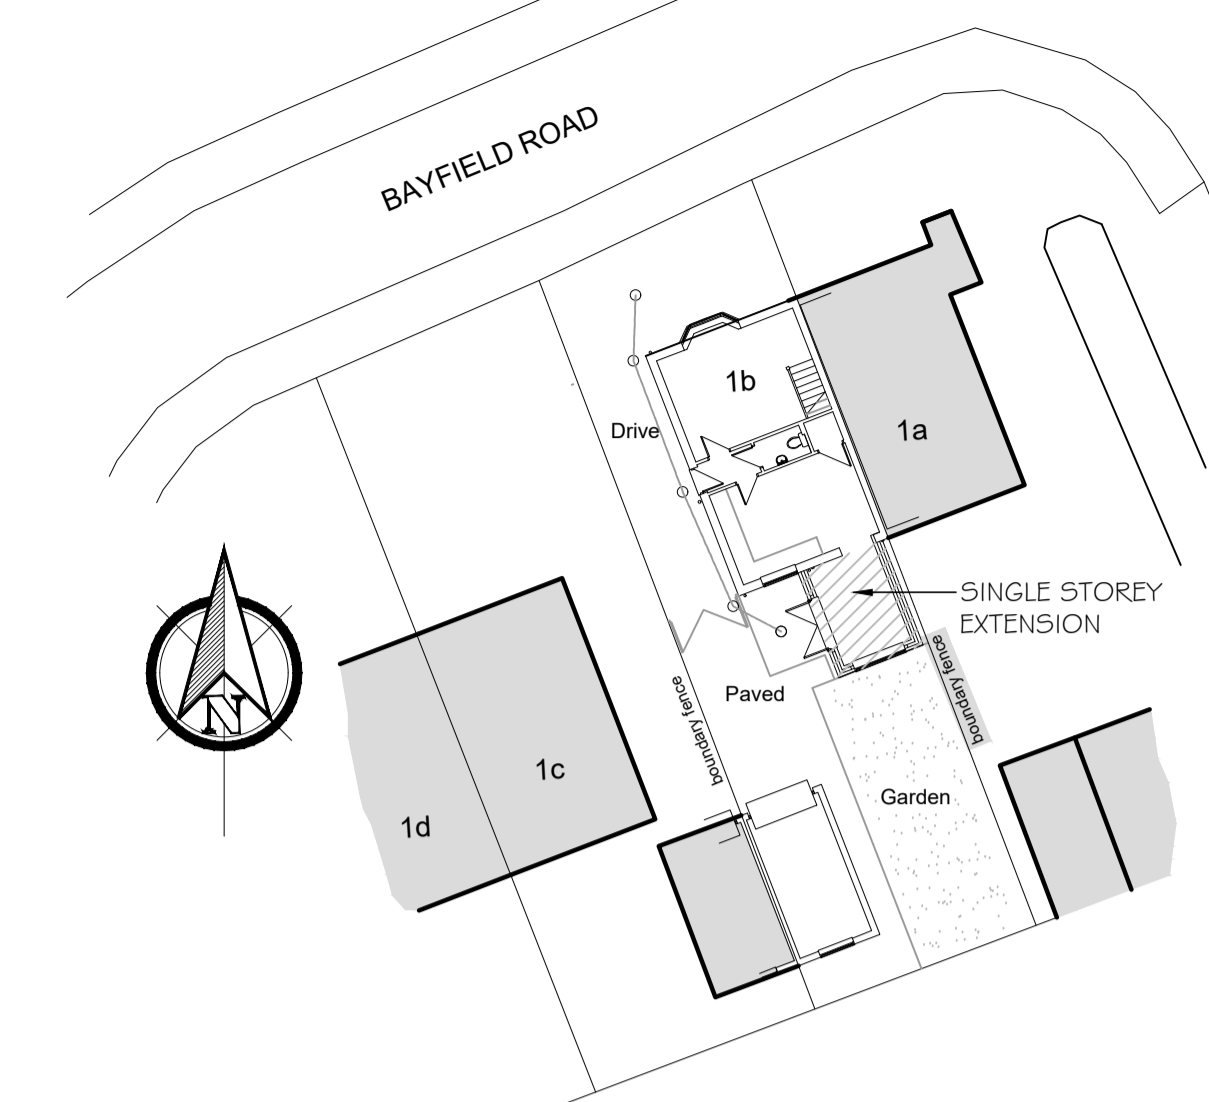 BAYFIELD ROAD
1b
Drive
1a
SINGLE STOREY
EXTENSION
boundary fence
boundary fence
Paved
N
1c
1d
Garden